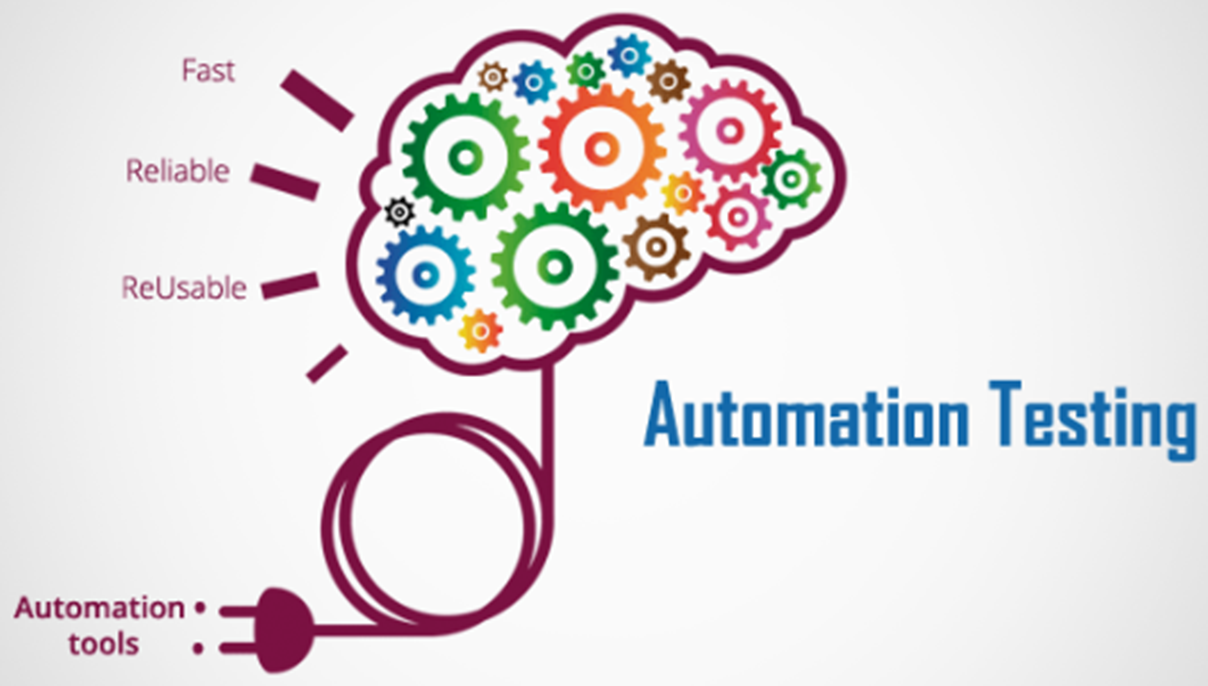 Fast
Reliable
ReUsable
Automation Testing
Automation
tools